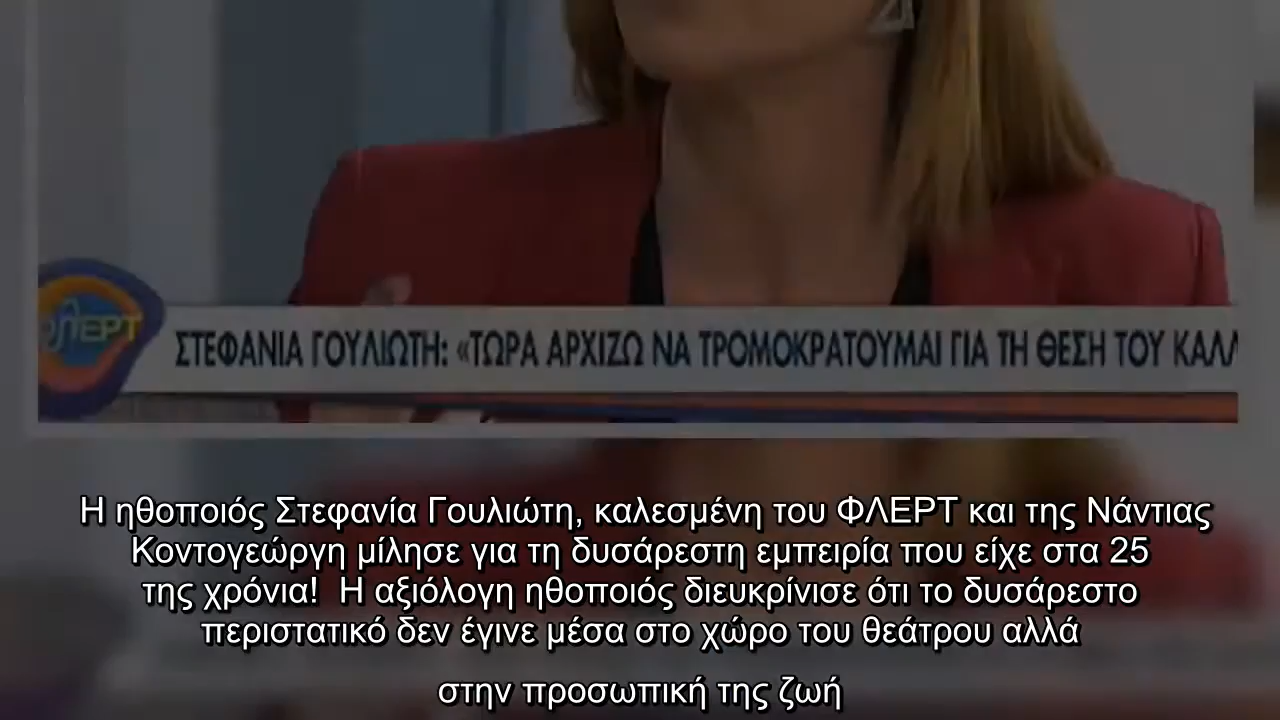 ΦΛΕΡΤ
ΣΤΕΦΑΝΙΑ ΓΟΥΛΙΩΤΗ: «ΤΩΡΑ ΑΡΧΙΖΩ ΝΑ ΤΡΟΜΟΚΡΑΤΟΥΜΑΙ ΓΙΑ ΤΗ ΘΕΣΗ ΤΟΥ ΚΑΛΛ
Η ηθοποιός Στεφανία Γουλιώτη, καλεσμένη του ΦΛΕΡΤ και της Νάντιας
Κοντογεώργη μίλησε για τη δυσάρεστη εμπειρία που είχε στα 25
της χρόνια!  Η αξιόλογη ηθοποιός διευκρίνισε ότι το δυσάρεστο
περιστατικό δεν έγινε μέσα στο χώρο του θεάτρου αλλά
στην προσωπική της ζωή